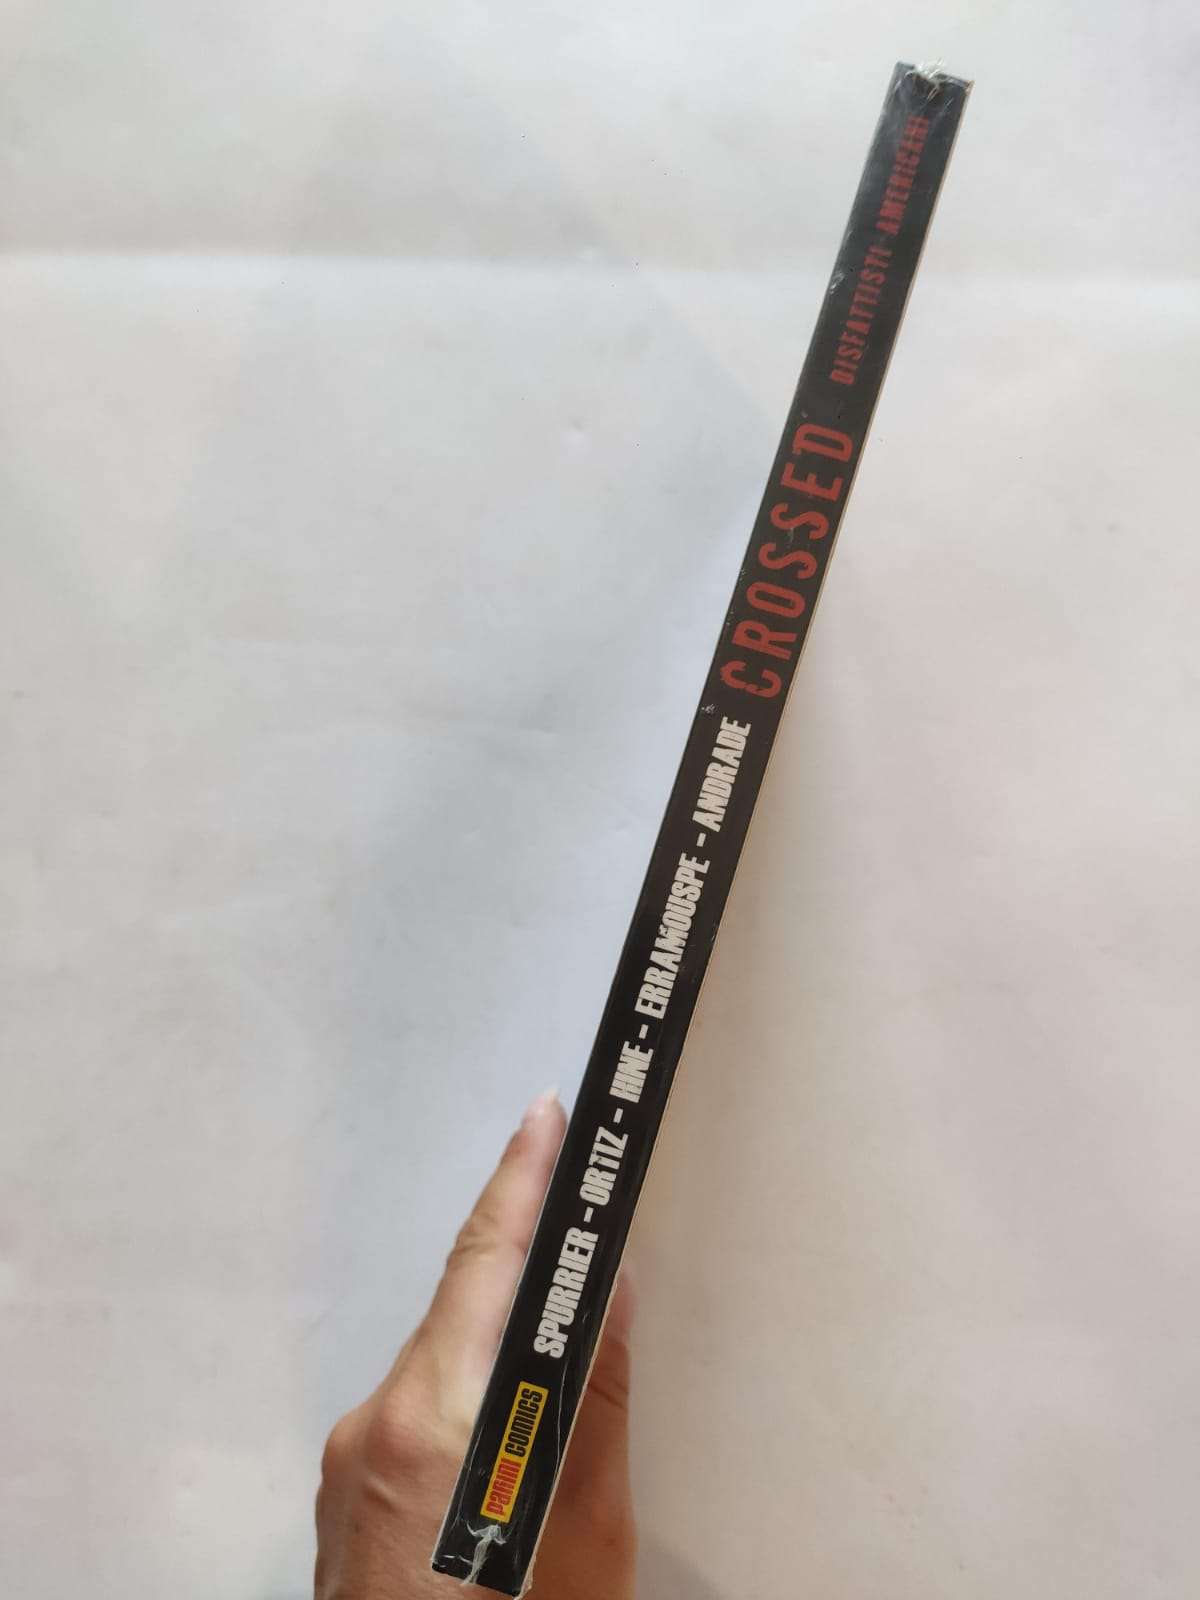 PANINI COMICS
SPURRIER - ORTIZ - HINE - ERRAMOUSPE - ANDRADE
CROSSED
DISFATTISTI AMERICANI